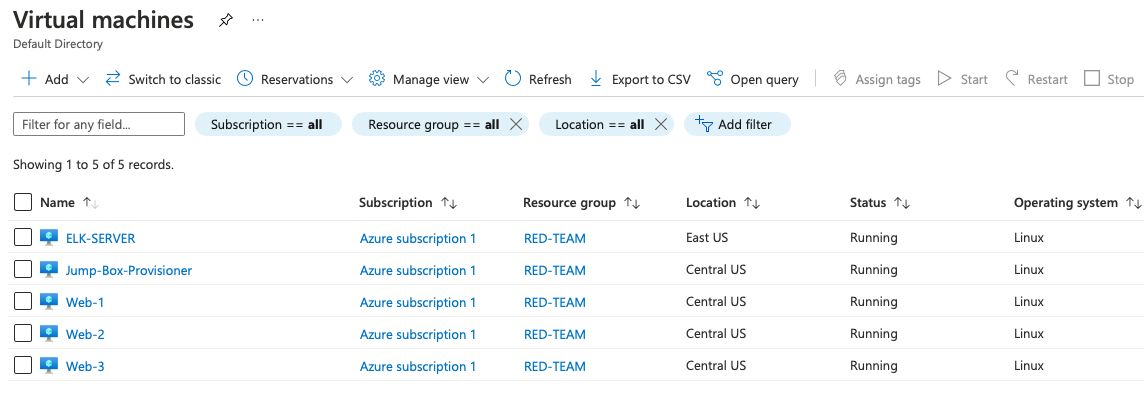 Virtual machines ...
Default Directory
Add Switch to classic Reservations Manage view Refresh Export to CSV Open query Assign tags Start Restart Stop
Filter for any field... Subscription == all Resource group == all Location == all Add filter
Showing 1 to 5 of 5 records.
Name Subscription Resource group Location Status Operating system
ELK-SERVER Azure subscription 1 RED-TEAM East US Running Linux
Jump-Box-Provisioner Azure subscription 1 RED-TEAM Central US Running Linux
Web-1 Azure subscription 1 RED-TEAM Central US Running Linux
Web-2 Azure subscription 1 RED-TEAM Central US Running Linux
Web-3 Azure subscription 1 RED-TEAM Central US Running Linux